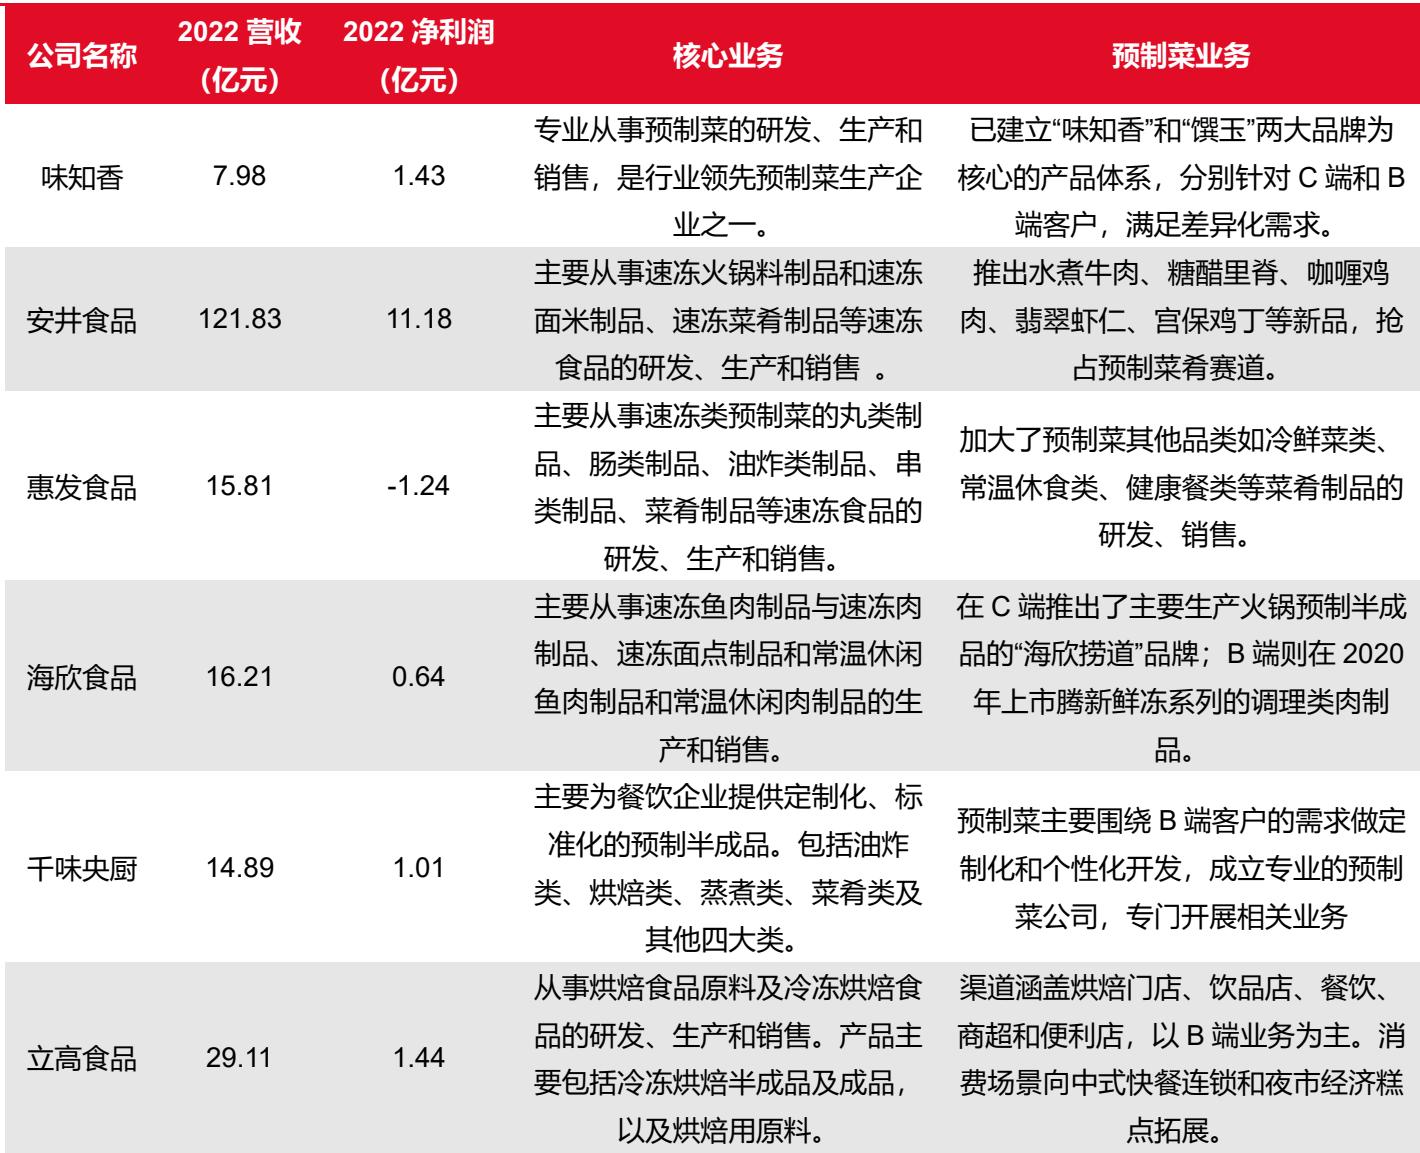 公司名称
2022 营收
（亿元）
2022 净利润
（亿元）
核心业务
预制菜业务
味知香
7.98
1.43
专业从事预制菜的研发、生产和
销售，是行业领先预制菜生产企
业之一。
已建立“味知香”和“馔玉”两大品牌为
核心的产品体系，分别针对 C 端和 B
端客户，满足差异化需求。
安井食品
121.83
11.18
主要从事速冻火锅料制品和速冻
面米制品、速冻菜肴制品等速冻
食品的研发、生产和销售 。
推出水煮牛肉、糖醋里脊、咖喱鸡
肉、翡翠虾仁、宫保鸡丁等新品，抢
占预制菜肴赛道。
惠发食品
15.81
-1.24
主要从事速冻类预制菜的丸类制
品、肠类制品、油炸类制品、串
类制品、菜肴制品等速冻食品的
研发、生产和销售。
加大了预制菜其他品类如冷鲜菜类、
常温休食类、健康餐类等菜肴制品的
研发、销售。
海欣食品
16.21
0.64
主要从事速冻鱼肉制品与速冻肉
制品、速冻面点制品和常温休闲
鱼肉制品和常温休闲肉制品的生
产和销售。
在 C 端推出了主要生产火锅预制半成
品的“海欣捞道”品牌；B 端则在 2020
年上市腾新鲜冻系列的调理类肉制
品。
千味央厨
14.89
1.01
主要为餐饮企业提供定制化、标
准化的预制半成品。包括油炸
类、烘焙类、蒸煮类、菜肴类及
其他四大类。
预制菜主要围绕 B 端客户的需求做定
制化和个性化开发，成立专业的预制
菜公司，专门开展相关业务
立高食品
29.11
1.44
从事烘焙食品原料及冷冻烘焙食
品的研发、生产和销售。产品主
要包括冷冻烘焙半成品及成品，
以及烘焙用原料。
渠道涵盖烘焙门店、饮品店、餐饮、
商超和便利店，以 B 端业务为主。消
费场景向中式快餐连锁和夜市经济糕
点拓展。